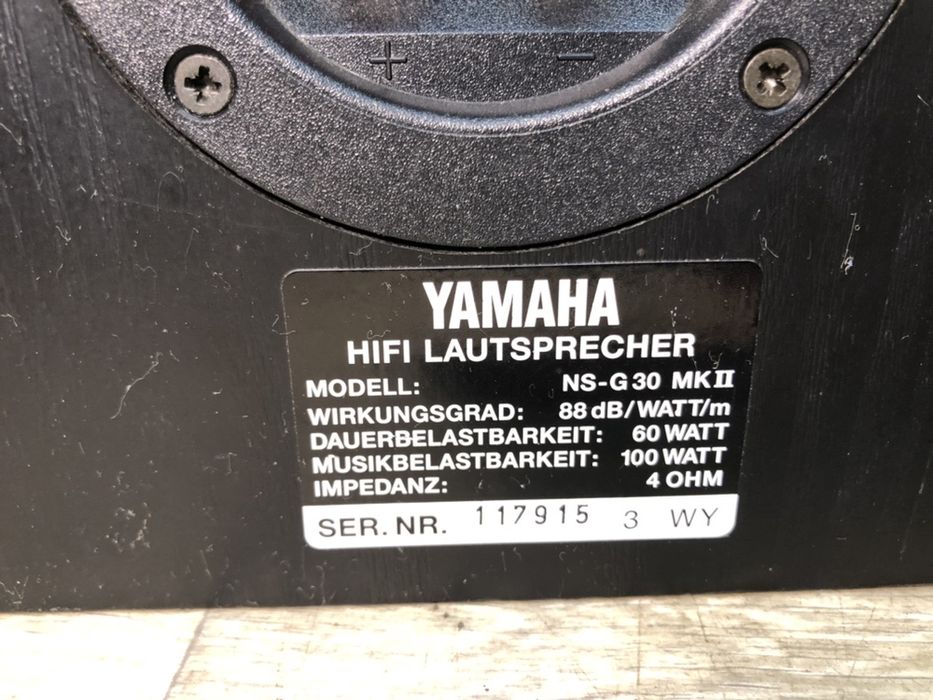 + −
YAMAHA
HIFI LAUTSPRECHER
MODELL: NS-G30 MKII
WIRKUNGSGRAD: 88 dB/WATT/m
DAUERBELASTBARKEIT: 60 WATT
MUSIKBELASTBARKEIT: 100 WATT
IMPEDANZ: 4 OHM
SER. NR. 117915 3 WY